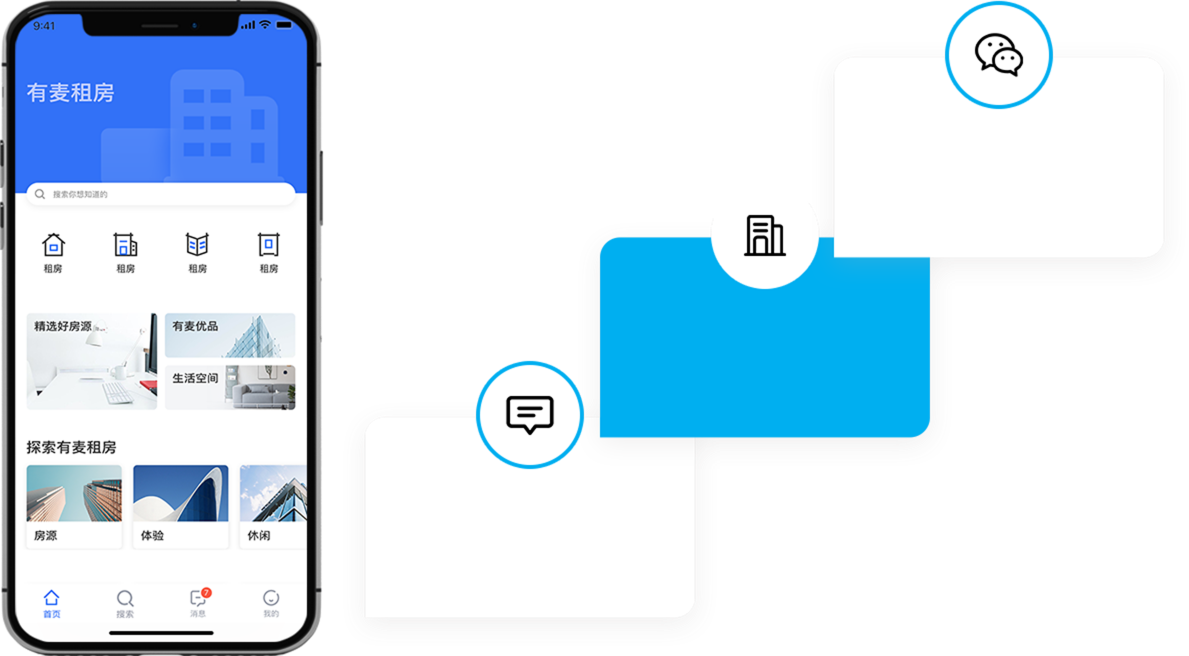 9:41
有麦租房
搜索你想知道的
租房
租房
租房
租房
精选好房源
有麦优品
生活空间
探索有麦租房
房源
体验
休闲
7
首页
搜索
消息
我的